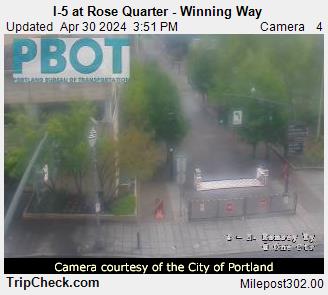 I-5 at Rose Quarter - Winning Way
Updated Apr 30 2024 3:51 PM Camera 4
PBOT
PORTLAND BUREAU OF TRANSPORTATION
Camera courtesy of the City of Portland
TripCheck.com Milepost302.00